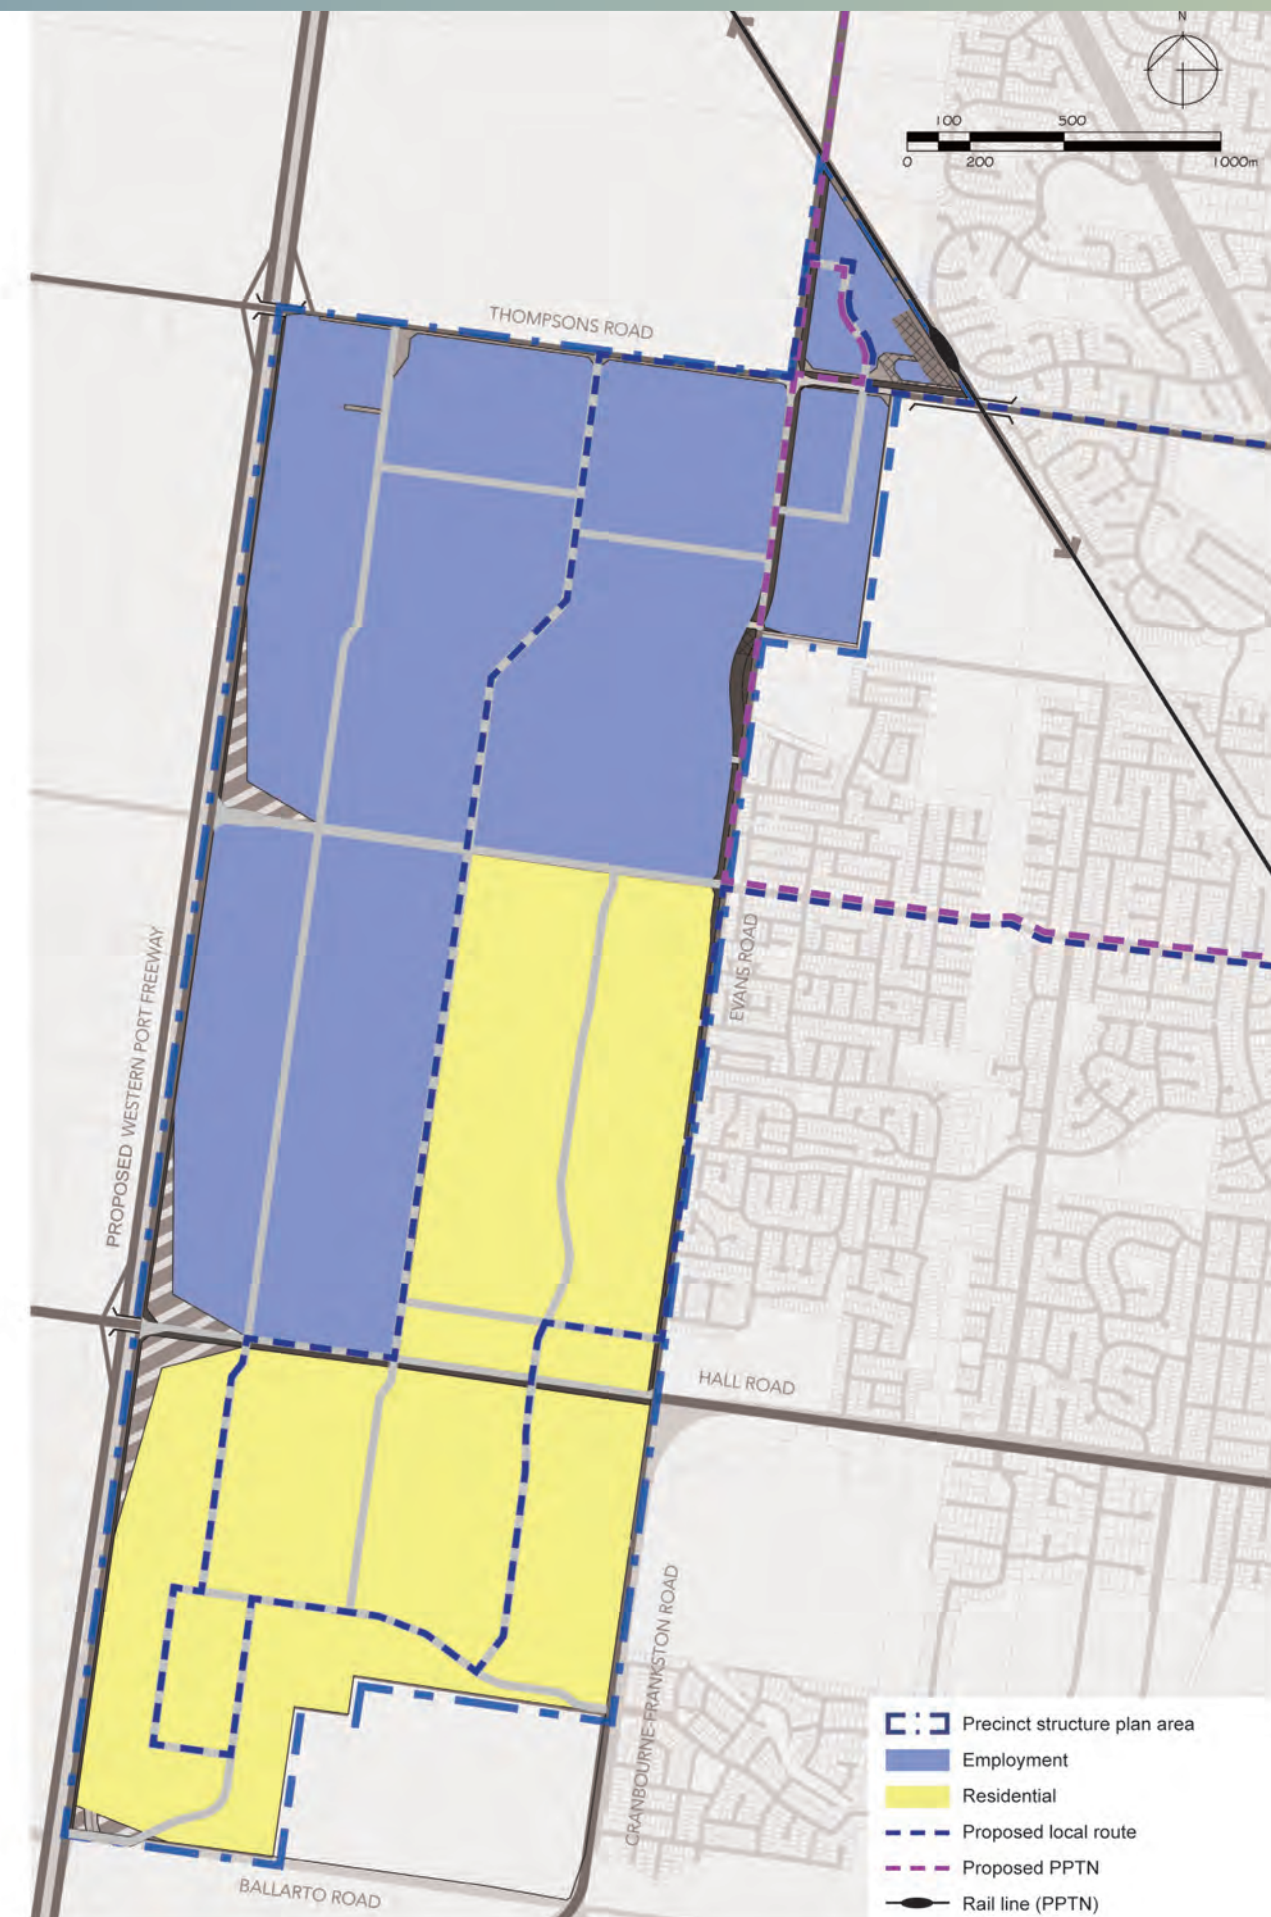 N
100 500
0 200 1000m
THOMPSONS ROAD
EVANS ROAD
PROPOSED WESTERN PORT FREEWAY
HALL ROAD
CRANBOURNE-FRANKSTON ROAD
BALLARTO ROAD
Precinct structure plan area
Employment
Residential
Proposed local route
Proposed PPTN
Rail line (PPTN)